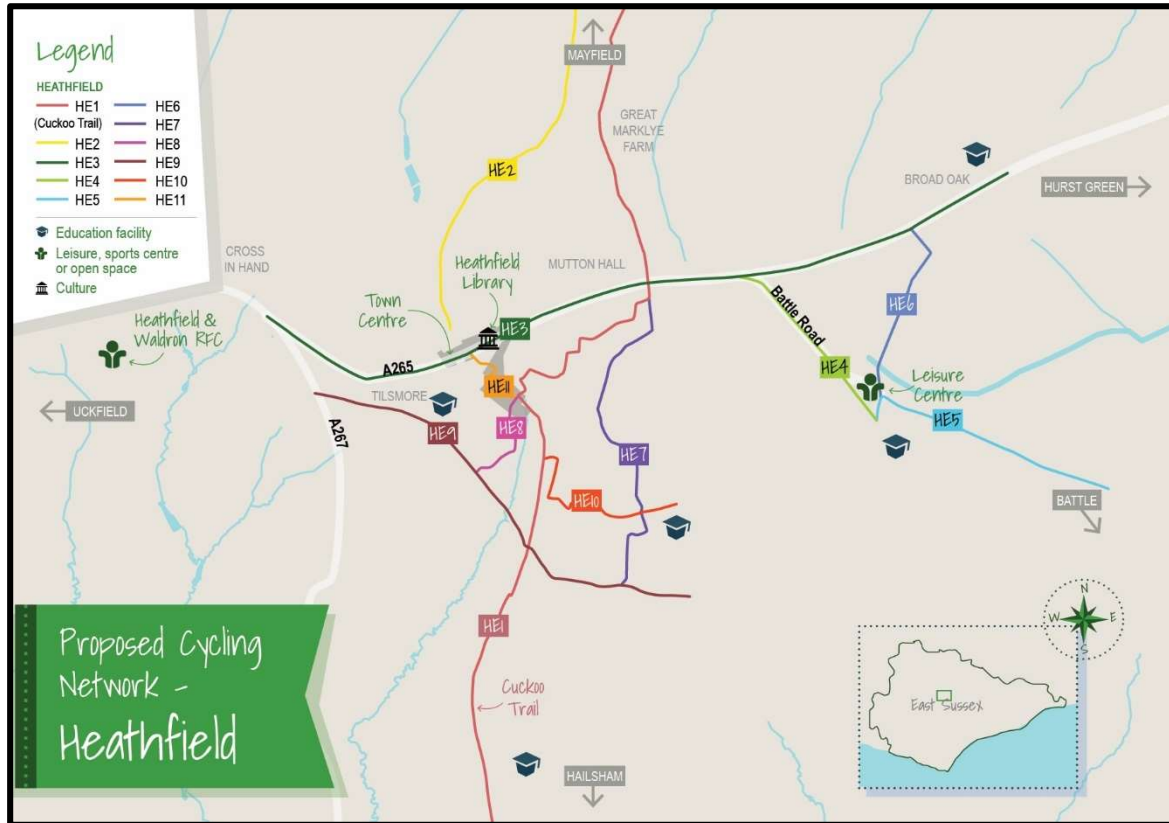 Legend
HEATHFIELD
HE1
(Cuckoo Trail)
HE2
HE3
HE4
HE5
HE6
HE7
HE8
HE9
HE10
HE11
Education facility
Leisure, sports centre
or open space
Culture
MAYFIELD
GREAT
MARKLYE
FARM
HE2
BROAD OAK
HURST GREEN
CROSS
IN HAND
Heathfield
Library
MUTTON HALL
Town
Centre
HE3
HE6
Battle Road
Heathfield &
Waldron RFC
A265
HE4
Leisure
Centre
TILSMORE
HE11
UCKFIELD
A267
HE9
HE8
HE5
HE7
HE10
BATTLE
HE1
Cuckoo
Trail
HAILSHAM
Proposed Cycling
Network -
Heathfield
N
W
E
S
East Sussex